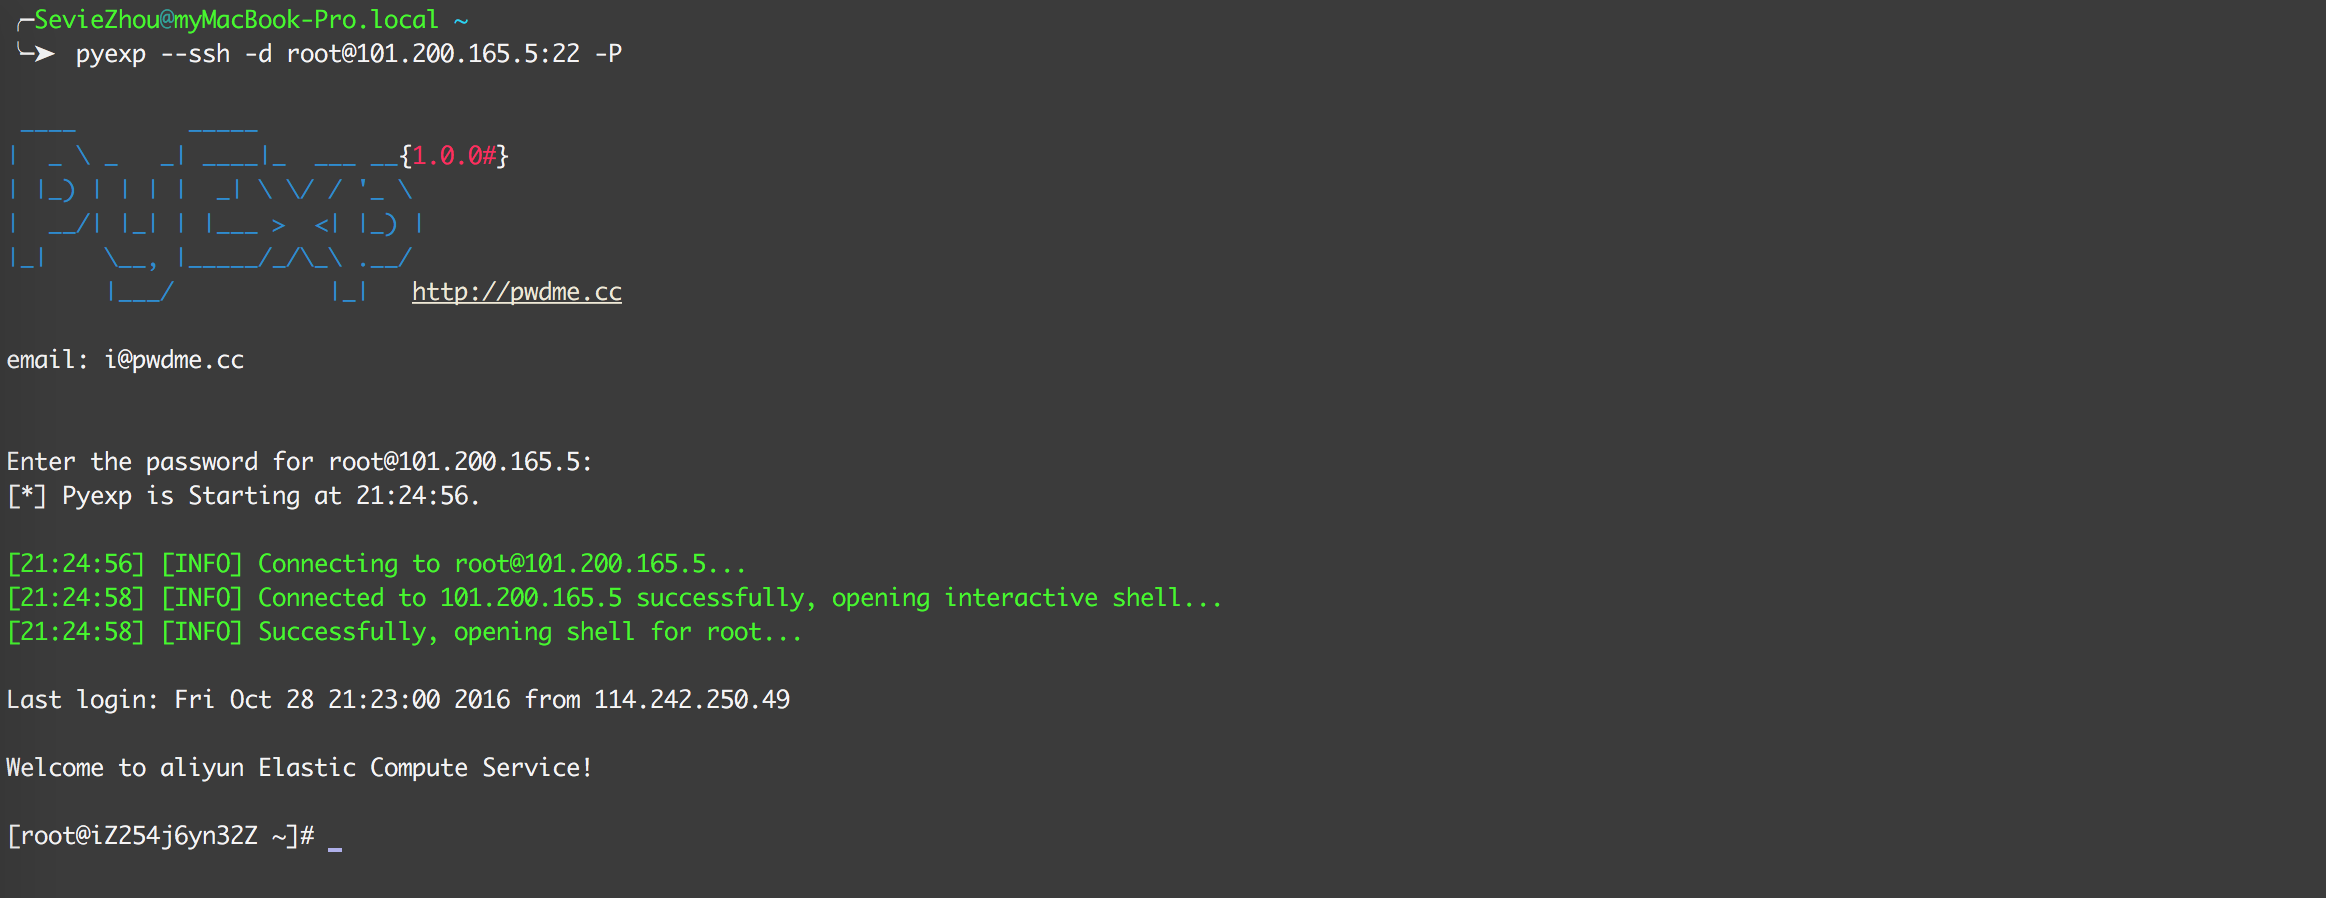 ╭─SevieZhou@myMacBook-Pro.local ~
╰─➤  pyexp --ssh -d root@101.200.165.5:22 -P
 ____        _____
|  _ \ _   _| ____|_  ___ __{1.0.0#}
| |_) | | | |  _| \ \/ / '_ \
|  __/| |_| | |___ >  <| |_) |
|_|    \__, |_____/_/\_\ .__/
       |___/           |_|   http://pwdme.cc
email: i@pwdme.cc
Enter the password for root@101.200.165.5:
[*] Pyexp is Starting at 21:24:56.
[21:24:56] [INFO] Connecting to root@101.200.165.5...
[21:24:58] [INFO] Connected to 101.200.165.5 successfully, opening interactive shell...
[21:24:58] [INFO] Successfully, opening shell for root...
Last login: Fri Oct 28 21:23:00 2016 from 114.242.250.49
Welcome to aliyun Elastic Compute Service!
[root@iZ254j6yn32Z ~]# _